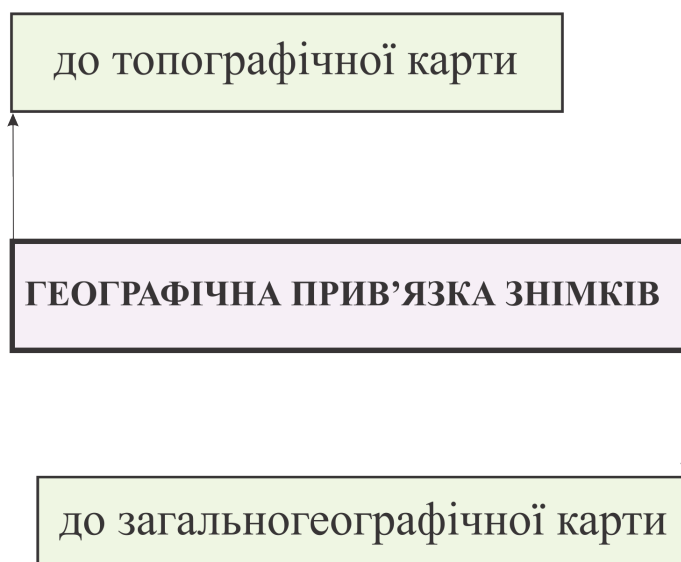 до топографічної карти
ГЕОГРАФІЧНА ПРИВ’ЯЗКА ЗНІМКІВ
до загальногеографічної карти